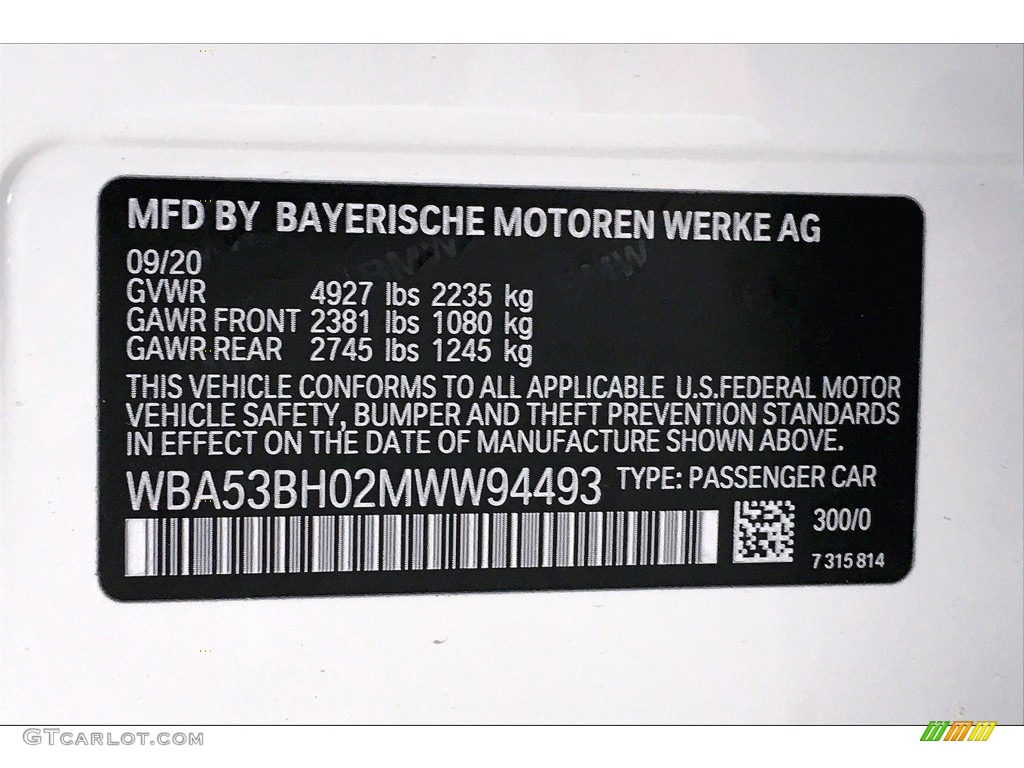 MFD BY BAYERISCHE MOTOREN WERKE AG
09/20
GVWR 4927 lbs 2235 kg
GAWR FRONT 2381 lbs 1080 kg
GAWR REAR 2745 lbs 1245 kg
THIS VEHICLE CONFORMS TO ALL APPLICABLE U.S.FEDERAL MOTOR
VEHICLE SAFETY, BUMPER AND THEFT PREVENTION STANDARDS
IN EFFECT ON THE DATE OF MANUFACTURE SHOWN ABOVE.
WBA53BH02MWW94493 TYPE: PASSENGER CAR
300/0
7 315 814
GTCARLOT.COM